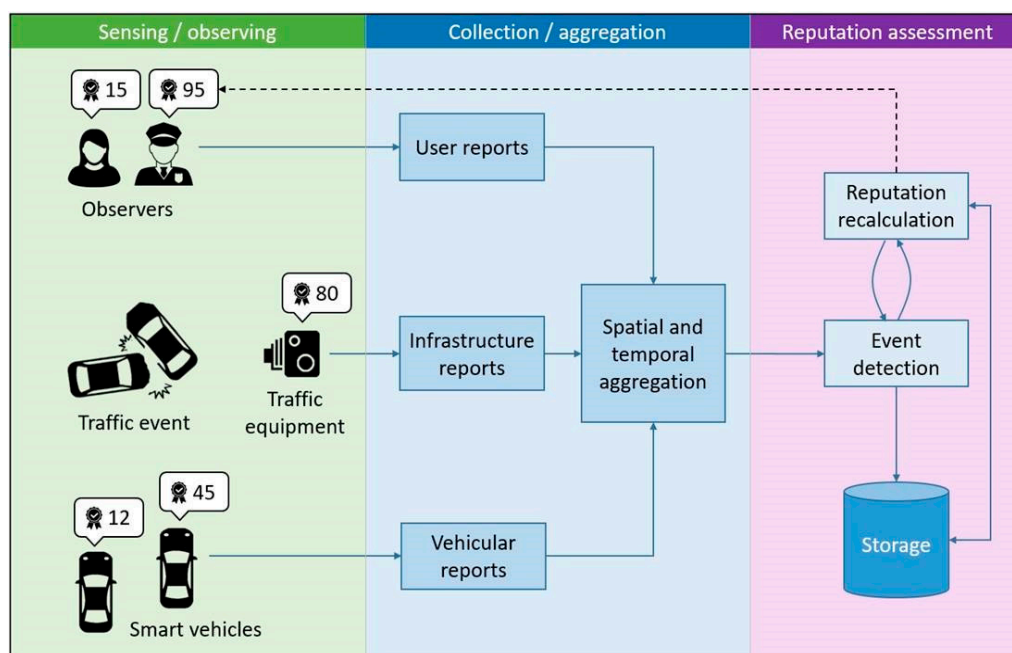 Sensing / observing
Collection / aggregation
Reputation assessment
15
95
Observers
User reports
Reputation
recalculation
80
Traffic event
Traffic
equipment
Infrastructure
reports
Spatial and
temporal
aggregation
Event
detection
12
45
Smart vehicles
Vehicular
reports
Storage